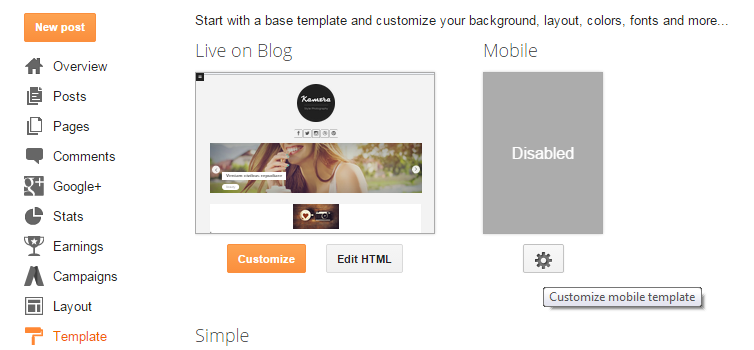 New post
Overview
Posts
Pages
Comments
Google+
Stats
Earnings
Campaigns
Layout
Template
Start with a base template and customize your background, layout, colors, fonts and more...
Live on Blog
Mobile
Kamera
Disabled
Customize
Edit HTML
Customize mobile template
Simple